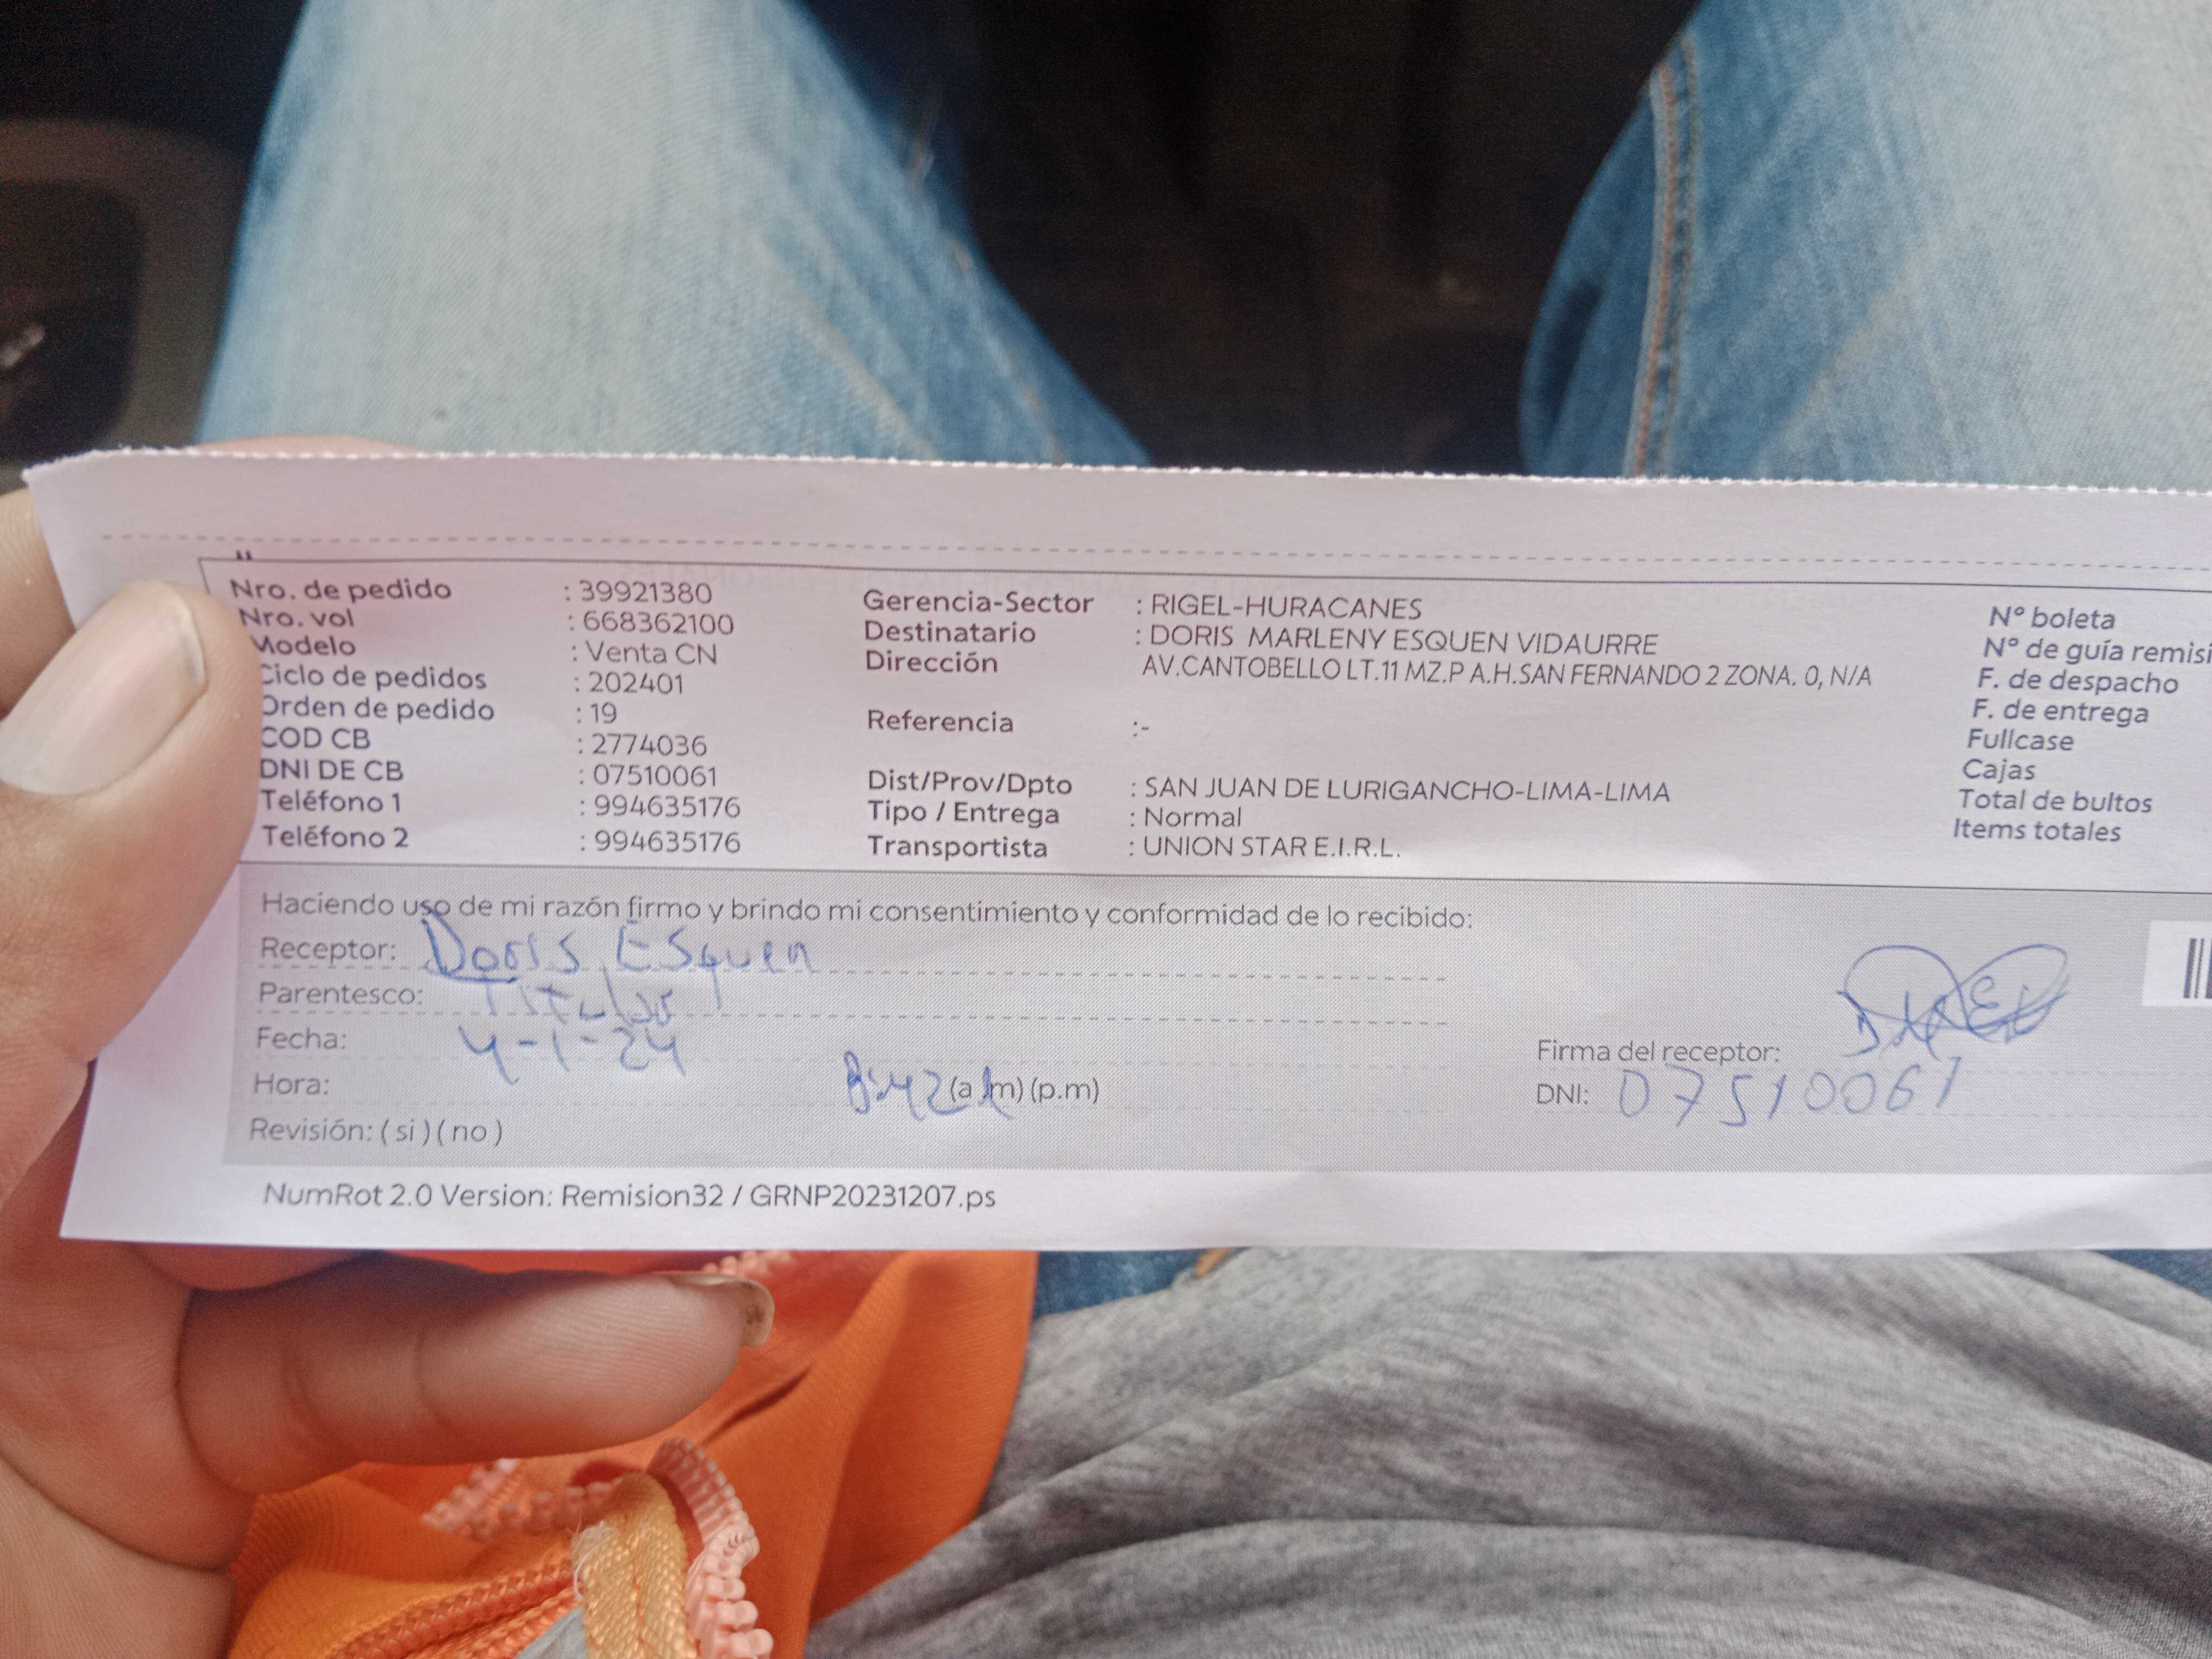 Nro. de pedido : 39921380
Nro. vol : 668362100
Modelo : Venta CN
Ciclo de pedidos : 202401
Orden de pedido : 19
COD CB : 2774036
DNI DE CB : 07510061
Teléfono 1 : 994635176
Teléfono 2 : 994635176
Gerencia-Sector : RIGEL-HURACANES
Destinatario : DORIS MARLENY ESQUEN VIDAURRE
Dirección AV.CANTOBELLO LT.11 MZ.P A.H.SAN FERNANDO 2 ZONA. 0, N/A
Referencia :-
Dist/Prov/Dpto : SAN JUAN DE LURIGANCHO-LIMA-LIMA
Tipo / Entrega : Normal
Transportista : UNION STAR E.I.R.L.
N° boleta
N° de guía remisi
F. de despacho
F. de entrega
Fullcase
Cajas
Total de bultos
Items totales
Haciendo uso de mi razón firmo y brindo mi consentimiento y conformidad de lo recibido:
Receptor: Doris Esquen
Parentesco:
Fecha: 4-1-24
Hora: 8:42 (a.m) (p.m)
Revisión: ( si ) ( no )
Firma del receptor:
DNI: 07510061
NumRot 2.0 Version: Remision32 / GRNP20231207.ps